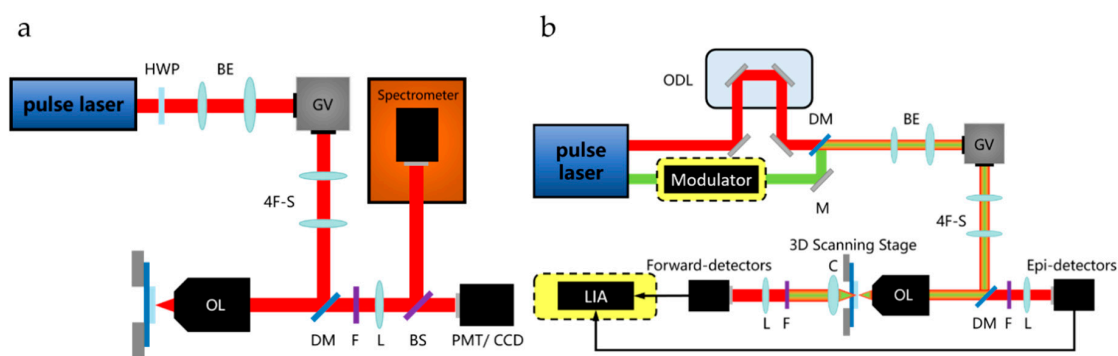 a
HWP
BE
pulse laser
GV
Spectrometer
4F-S
OL
DM
F
L
BS
PMT/ CCD
b
ODL
DM
BE
GV
pulse
laser
Modulator
M
4F-S
3D Scanning Stage
Forward-detectors
C
Epi-detectors
LIA
OL
L
F
DM
F
L